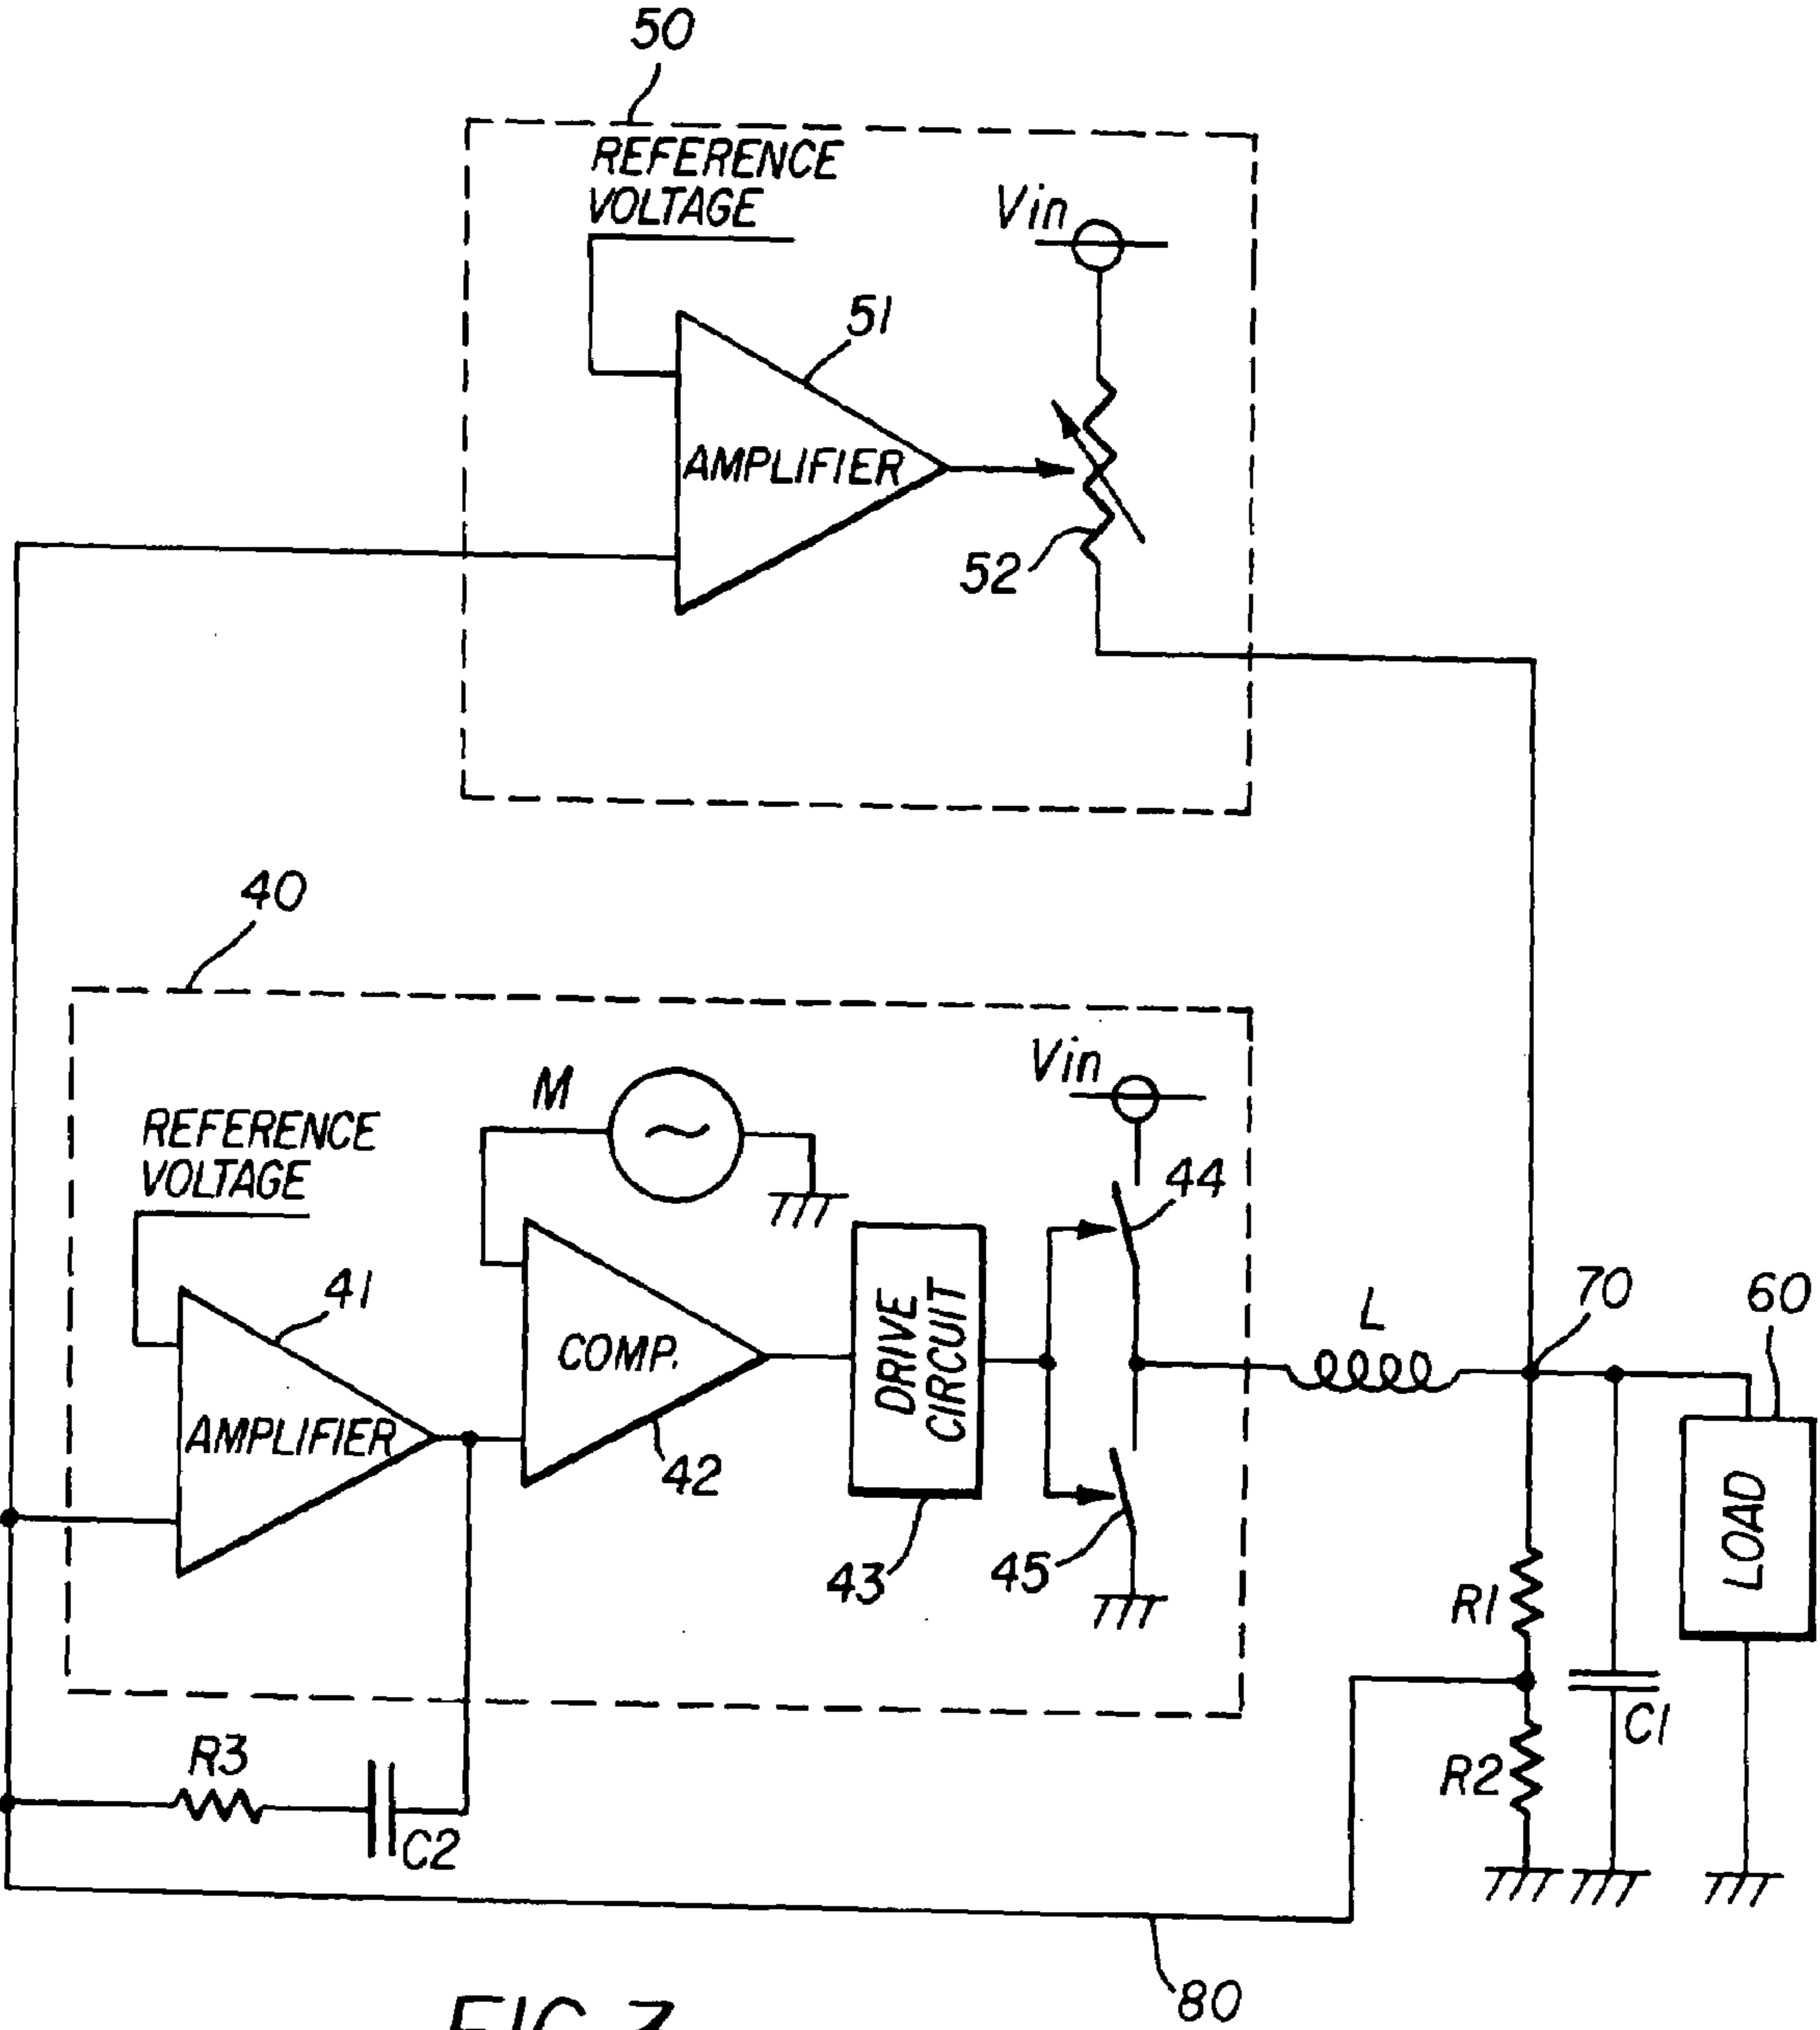 50
REFERENCE
VOLTAGE
Vin
51
AMPLIFIER
52
40
M
Vin
REFERENCE
VOLTAGE
44
41
COMP.
DRIVE
CIRCUIT
L
70
60
AMPLIFIER
42
43
45
LOAD
R1
C1
R2
R3
C2
80